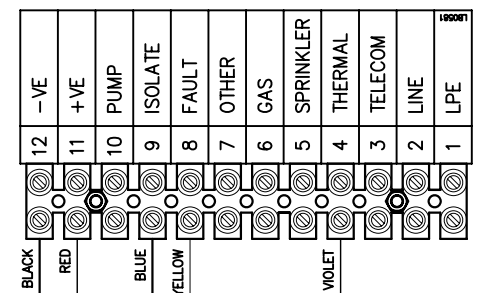 LB0581
-VE
+VE
PUMP
ISOLATE
FAULT
OTHER
GAS
SPRINKLER
THERMAL
TELECOM
LINE
LPE
12
11
10
9
8
7
6
5
4
3
2
1
BLACK
RED
BLUE
YELLOW
VIOLET